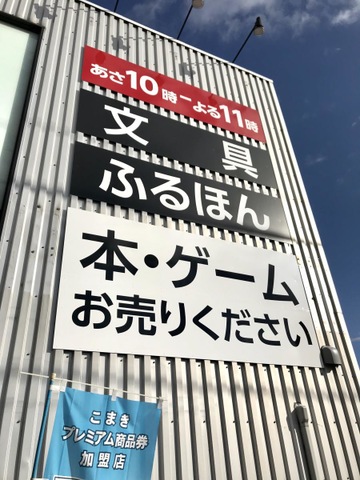 あさ10時ーよる11時
文具
ふるほん
本・ゲーム
お売りください
こまき
プレミアム商品券
加盟店